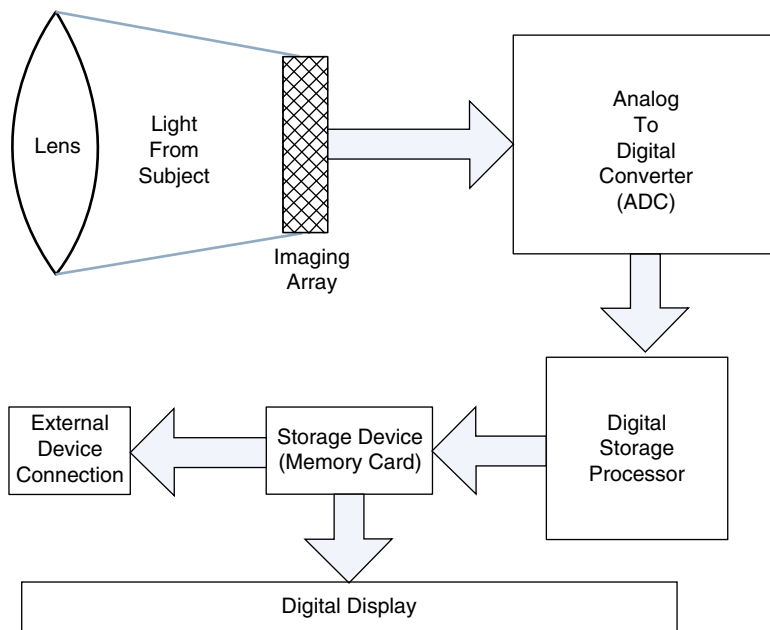 Lens
Light
From
Subject
Imaging
Array
Analog
To
Digital
Converter
(ADC)
External
Device
Connection
Storage Device
(Memory Card)
Digital
Storage
Processor
Digital Display